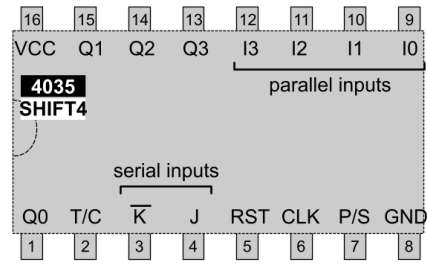 16 15 14 13 12 11 10 9
VCC Q1 Q2 Q3 I3 I2 I1 I0
4035
SHIFT4
parallel inputs
serial inputs
Q0 T/C K̅ J RST CLK P/S GND
1 2 3 4 5 6 7 8